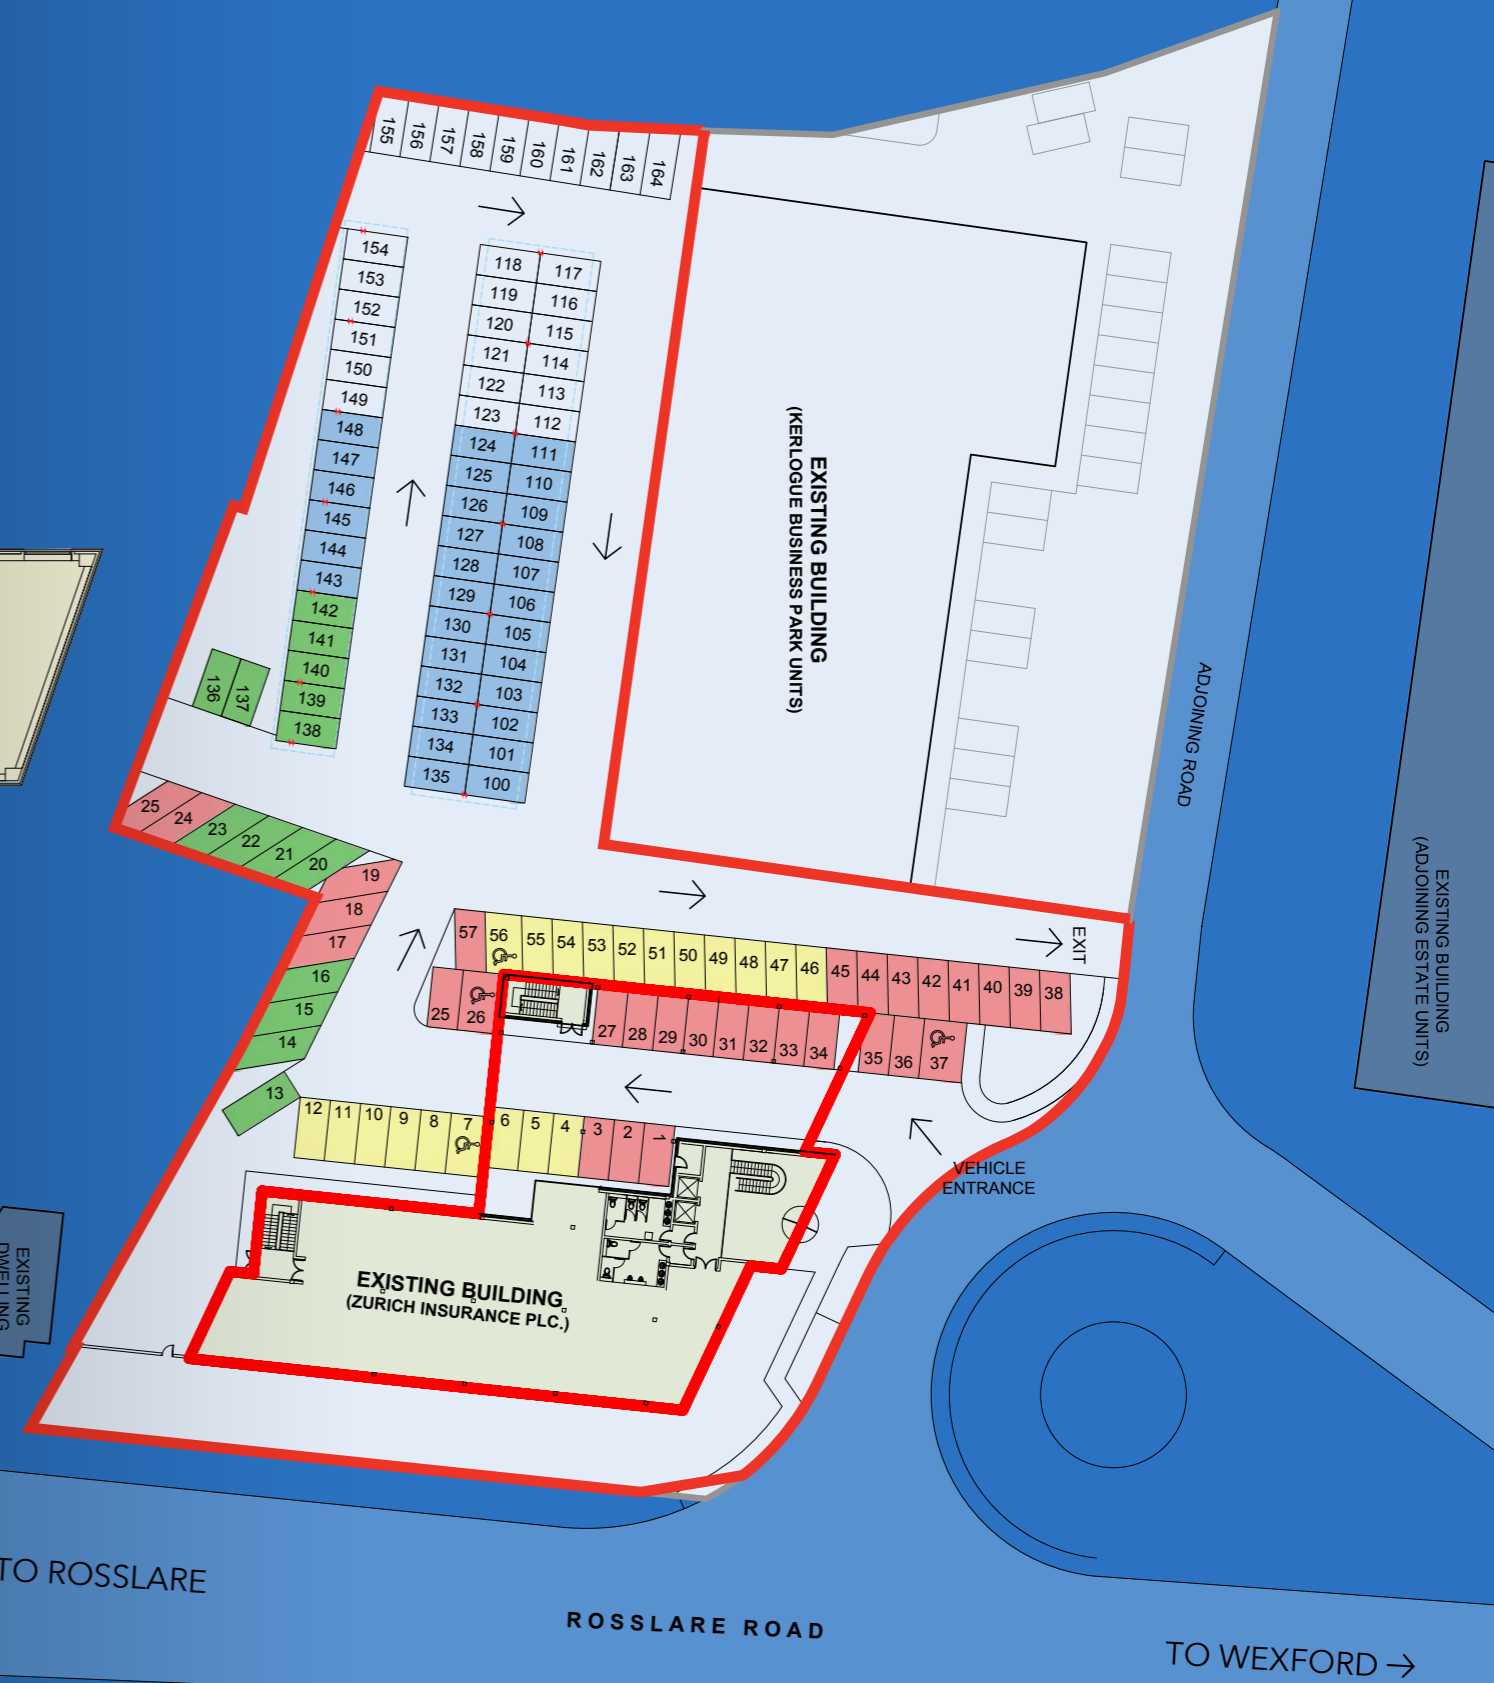 155 156 157 158 159 160 161 162 163 164
154
153
152
151
150
149
148
147
146
145
144
143
142
141
140
139
138
136 137
118 117
119 116
120 115
121 114
122 113
123 112
124 111
125 110
126 109
127 108
128 107
129 106
130 105
131 104
132 103
133 102
134 101
135 100
EXISTING BUILDING
(KERLOGUE BUSINESS PARK UNITS)
ADJOINING ROAD
EXISTING BUILDING
(ADJOINING ESTATE UNITS)
25 24 23 22 21 20
19
18
17
16
15
14
13
57 56 55 54 53 52 51 50 49 48 47 46 45 44 43 42 41 40 39 38
EXIT
25 26 27 28 29 30 31 32 33 34 35 36 37
12 11 10 9 8 7 6 5 4 3 2 1
VEHICLE
ENTRANCE
EXISTING
DWELLING
EXISTING BUILDING
(ZURICH INSURANCE PLC.)
TO ROSSLARE
ROSSLARE ROAD
TO WEXFORD →